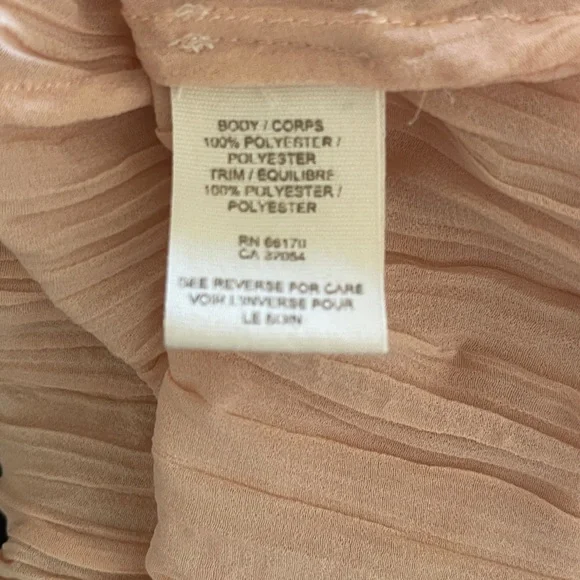 BODY / CORPS
100% POLYESTER /
POLYESTER
TRIM / ÉQUILIBRE
100% POLYESTER /
POLYESTER
RN 66170
CA 37054
SEE REVERSE FOR CARE
VOIR L'INVERSE POUR
LE SOIN